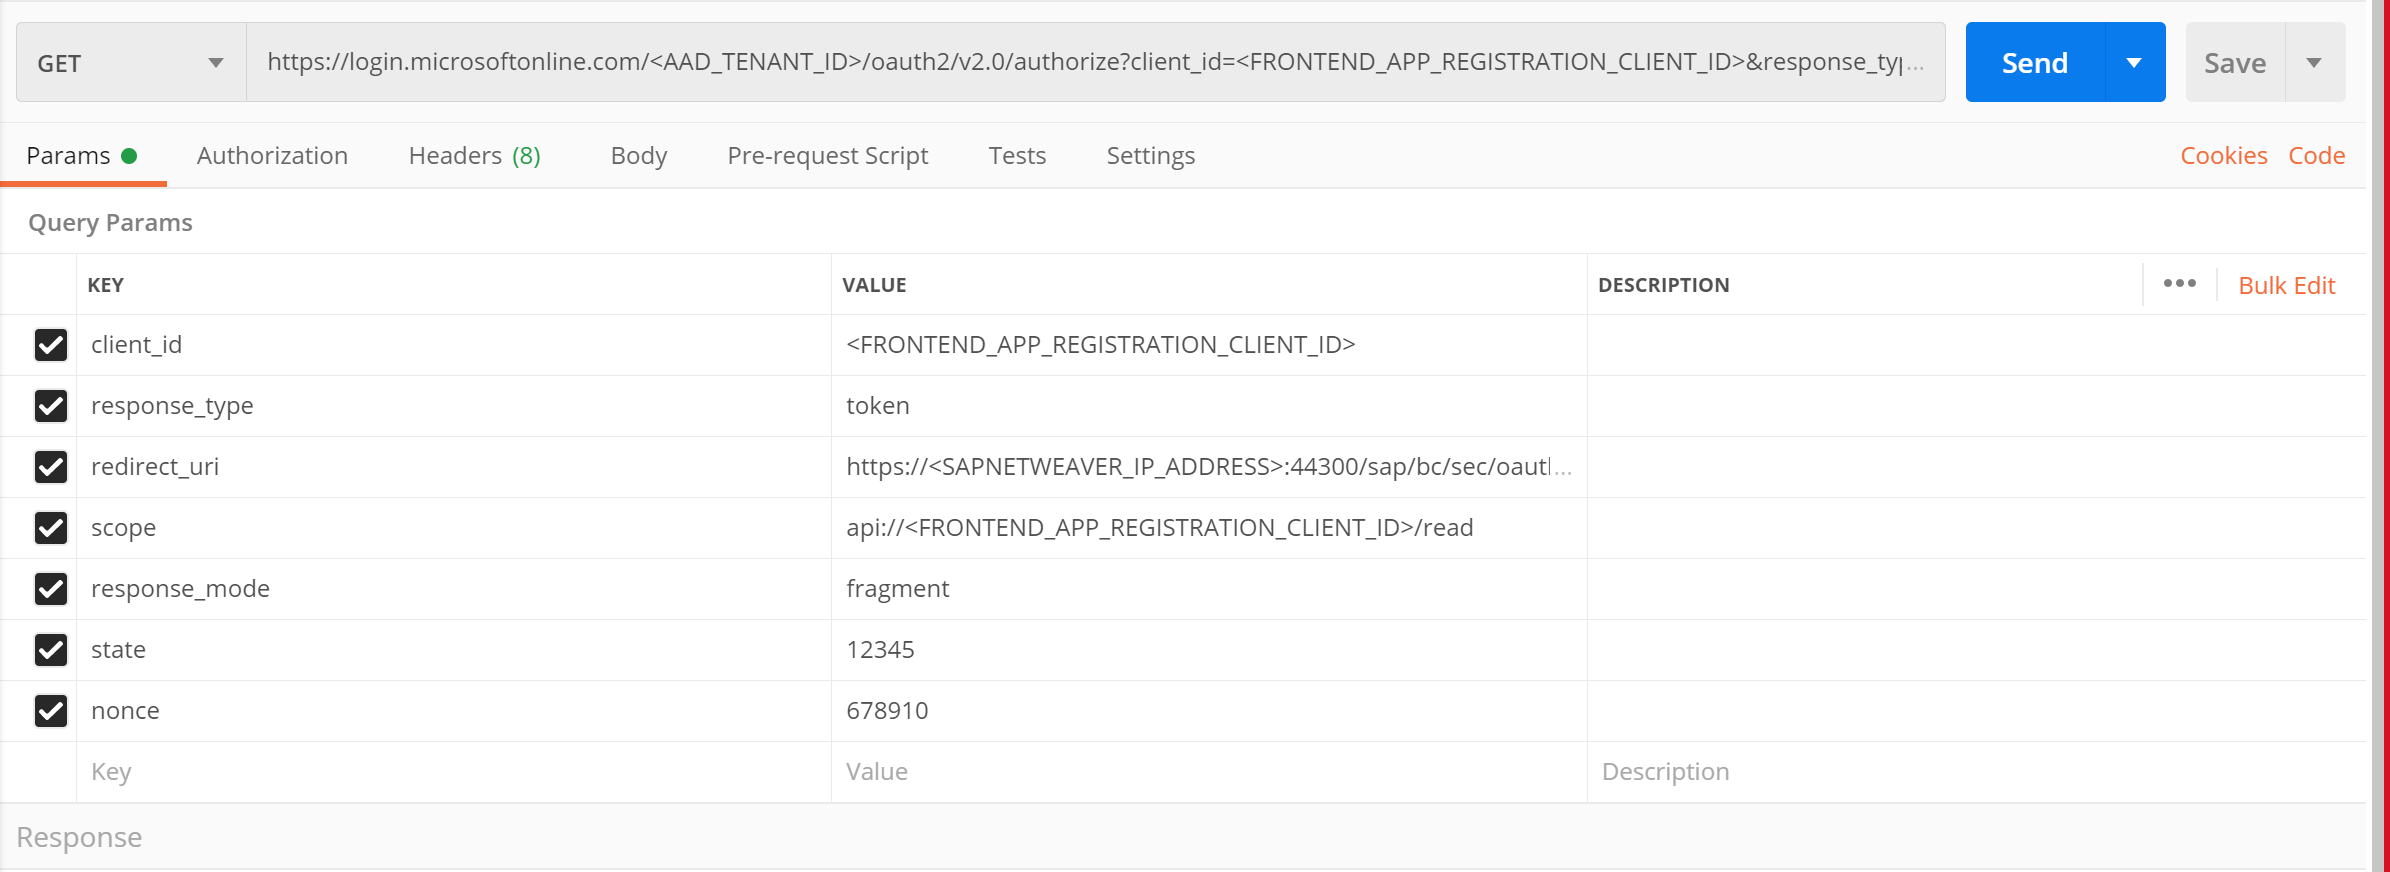 GET https://login.microsoftonline.com/<AAD_TENANT_ID>/oauth2/v2.0/authorize?client_id=<FRONTEND_APP_REGISTRATION_CLIENT_ID>&response_typ... Send Save
Params Authorization Headers (8) Body Pre-request Script Tests Settings Cookies Code
Query Params
KEY VALUE DESCRIPTION ••• Bulk Edit
client_id <FRONTEND_APP_REGISTRATION_CLIENT_ID>
response_type token
redirect_uri https://<SAPNETWEAVER_IP_ADDRESS>:44300/sap/bc/sec/oaut...
scope api://<FRONTEND_APP_REGISTRATION_CLIENT_ID>/read
response_mode fragment
state 12345
nonce 678910
Key Value Description
Response